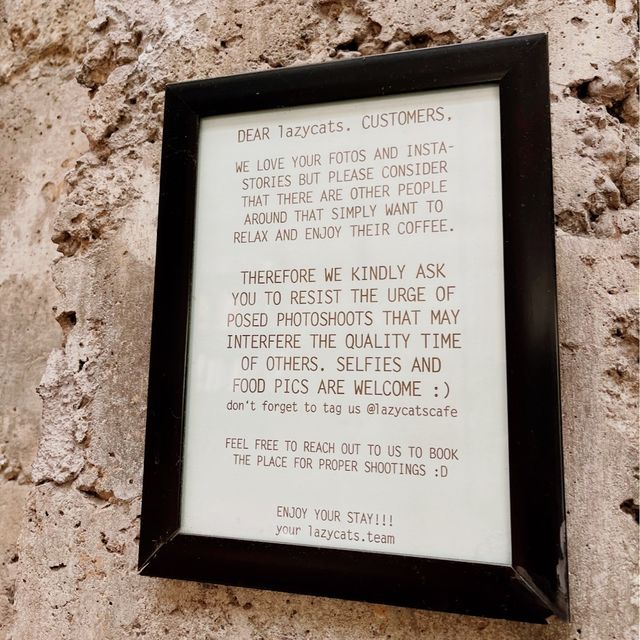 DEAR lazycats. CUSTOMERS,
WE LOVE YOUR FOTOS AND INSTA-
STORIES BUT PLEASE CONSIDER
THAT THERE ARE OTHER PEOPLE
AROUND THAT SIMPLY WANT TO
RELAX AND ENJOY THEIR COFFEE.
THEREFORE WE KINDLY ASK
YOU TO RESIST THE URGE OF
POSED PHOTOSHOOTS THAT MAY
INTERFERE THE QUALITY TIME
OF OTHERS. SELFIES AND
FOOD PICS ARE WELCOME :)
don't forget to tag us @lazycatscafe
FEEL FREE TO REACH OUT TO US TO BOOK
THE PLACE FOR PROPER SHOOTINGS :D
ENJOY YOUR STAY!!!
your lazycats.team